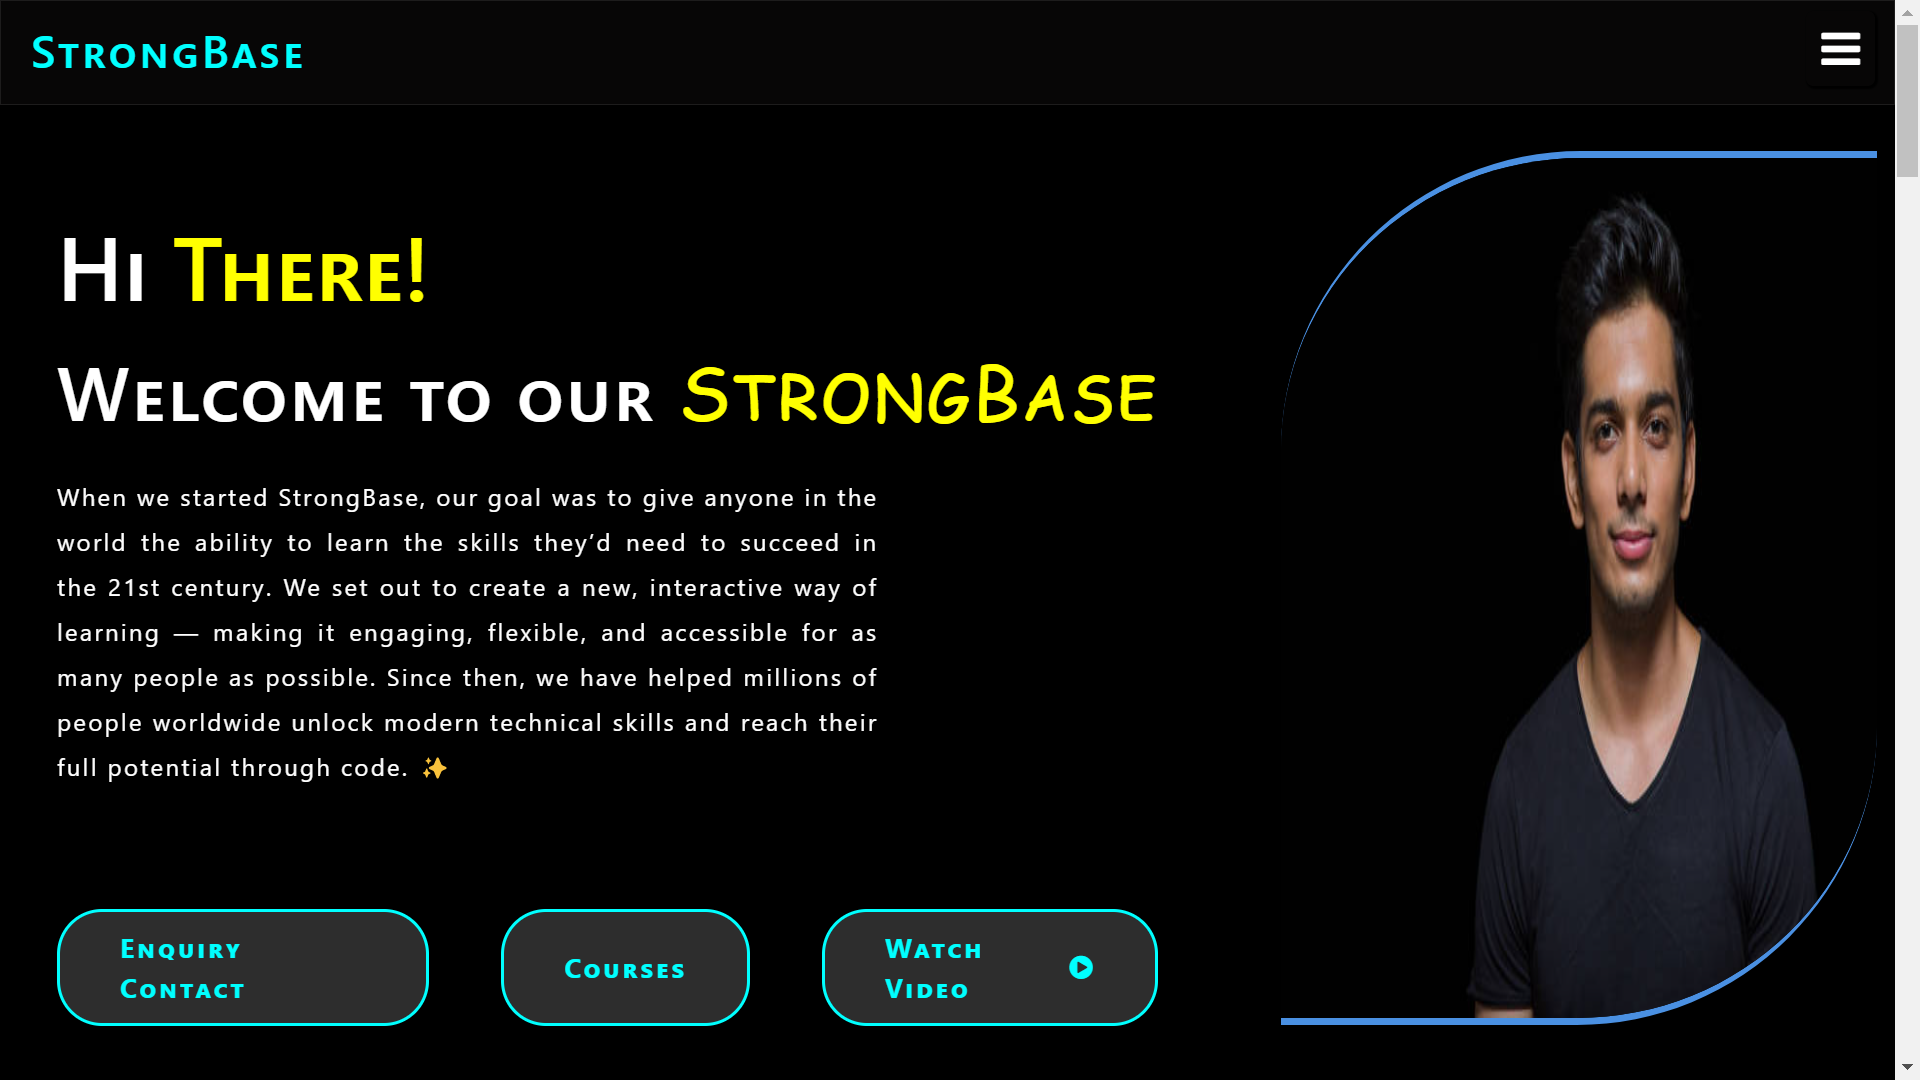 StrongBase
Hi There!
Welcome to our StrongBase
When we started StrongBase, our goal was to give anyone in the
world the ability to learn the skills they’d need to succeed in
the 21st century. We set out to create a new, interactive way of
learning — making it engaging, flexible, and accessible for as
many people as possible. Since then, we have helped millions of
people worldwide unlock modern technical skills and reach their
full potential through code. ✨
Enquiry
Contact
Courses
Watch
Video